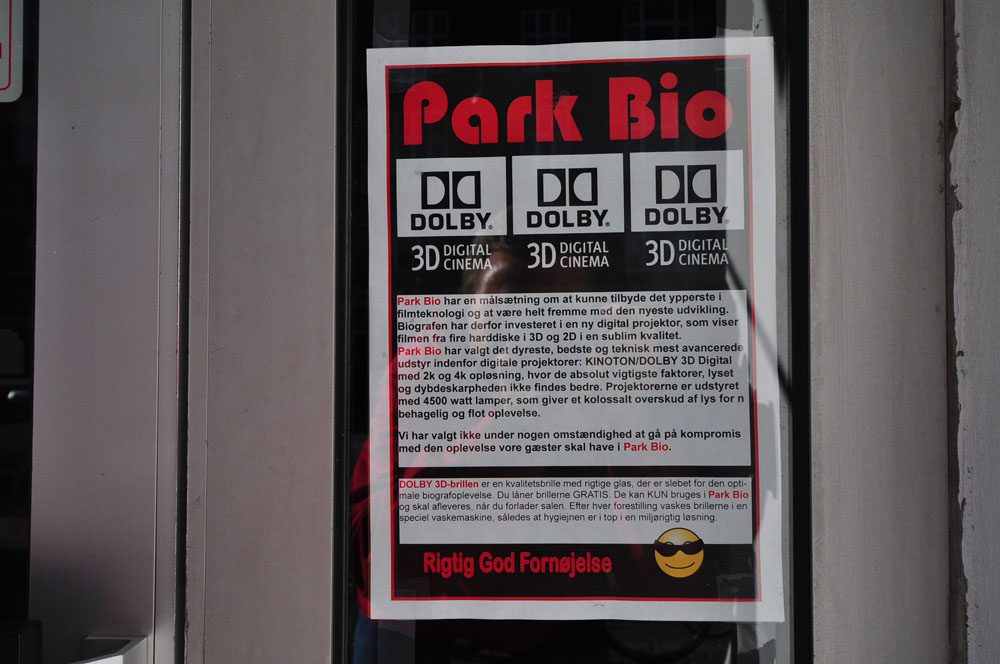 Park Bio
DOLBY® DOLBY® DOLBY®
3D DIGITAL CINEMA 3D DIGITAL CINEMA 3D DIGITAL CINEMA
Park Bio har en målsætning om at kunne tilbyde det ypperste i
filmteknologi og at være helt fremme med den nyeste udvikling.
Biografen har derfor investeret i en ny digital projektor, som viser
filmen fra fire harddiske i 3D og 2D i en sublim kvalitet.
Park Bio har valgt det dyreste, bedste og teknisk mest avancerede
udstyr indenfor digitale projektorer: KINOTON/DOLBY 3D Digital
med 2k og 4k opløsning, hvor de absolut vigtigste faktorer, lyset
og dybdeskarpheden ikke findes bedre. Projektorerne er udstyret
med 4500 watt lamper, som giver et kolossalt overskud af lys for n
behagelig og flot oplevelse.
Vi har valgt ikke under nogen omstændighed at gå på kompromis
med den oplevelse vore gæster skal have i Park Bio.
DOLBY 3D-brillen er en kvalitetsbrille med rigtige glas, der er slebet for den opti-
male biografoplevelse. Du låner brillerne GRATIS. De kan KUN bruges i Park Bio
og skal afleveres, når du forlader salen. Efter hver forestilling vaskes brillerne i en
speciel vaskemaskine, således at hygiejnen er i top i en miljørigtig løsning.
Rigtig God Fornøjelse